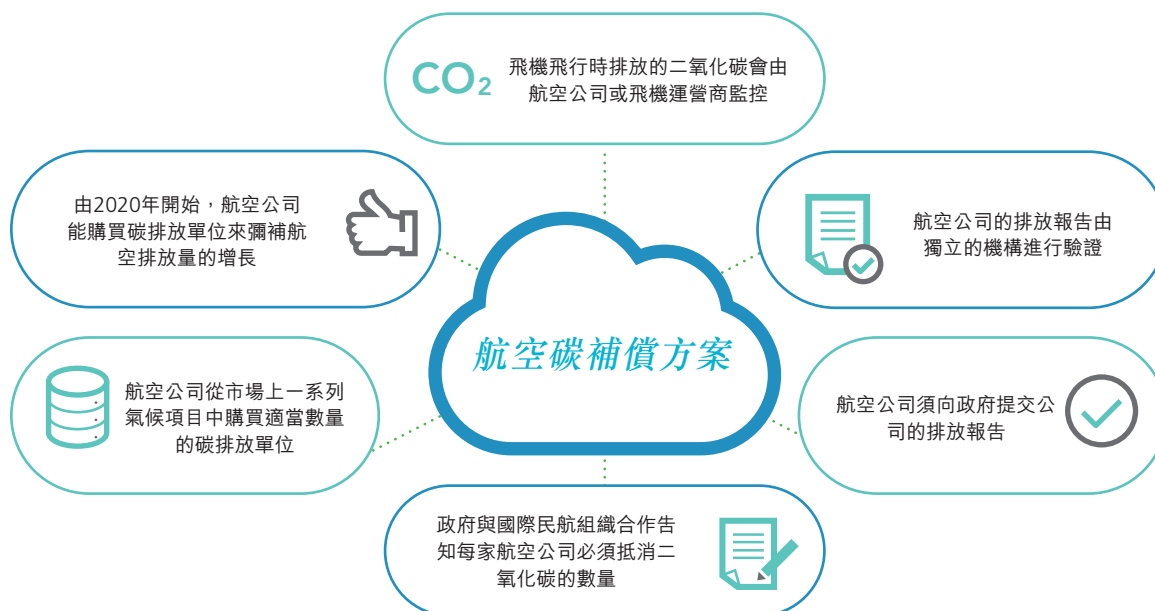 CO₂
飛機飛行時排放的二氧化碳會由
航空公司或飛機運營商監控
航空公司的排放報告由
獨立的機構進行驗證
航空公司須向政府提交公
司的排放報告
政府與國際民航組織合作告
知每家航空公司必須抵消二
氧化碳的數量
航空公司從市場上一系列
氣候項目中購買適當數量
的碳排放單位
由2020年開始，航空公司
能購買碳排放單位來彌補航
空排放量的增長
航空碳補償方案